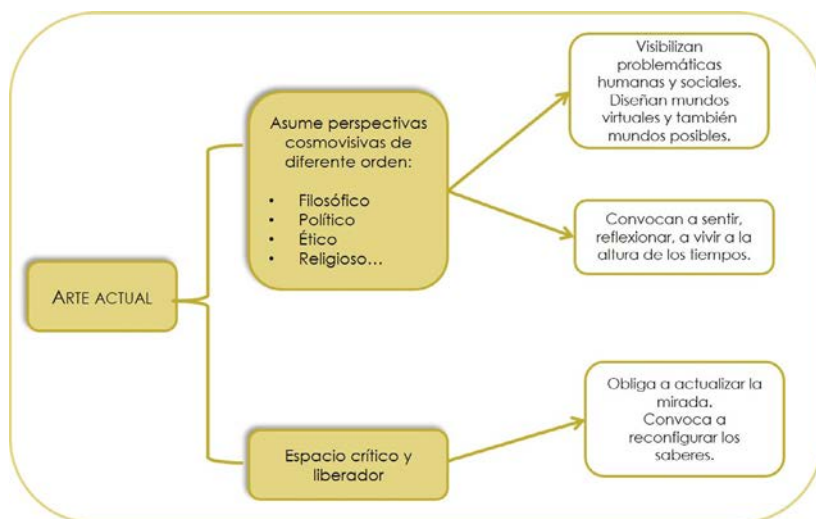 ARTE ACTUAL
Asume perspectivas
cosmovisivas de
diferente orden:
• Filosófico
• Político
• Ético
• Religioso…
Visibilizan
problemáticas
humanas y sociales.
Diseñan mundos
virtuales y también
mundos posibles.
Convocan a sentir,
reflexionar, a vivir a la
altura de los tiempos.
Espacio crítico y
liberador
Obliga a actualizar la
mirada.
Convoca a
reconfigurar los
saberes.